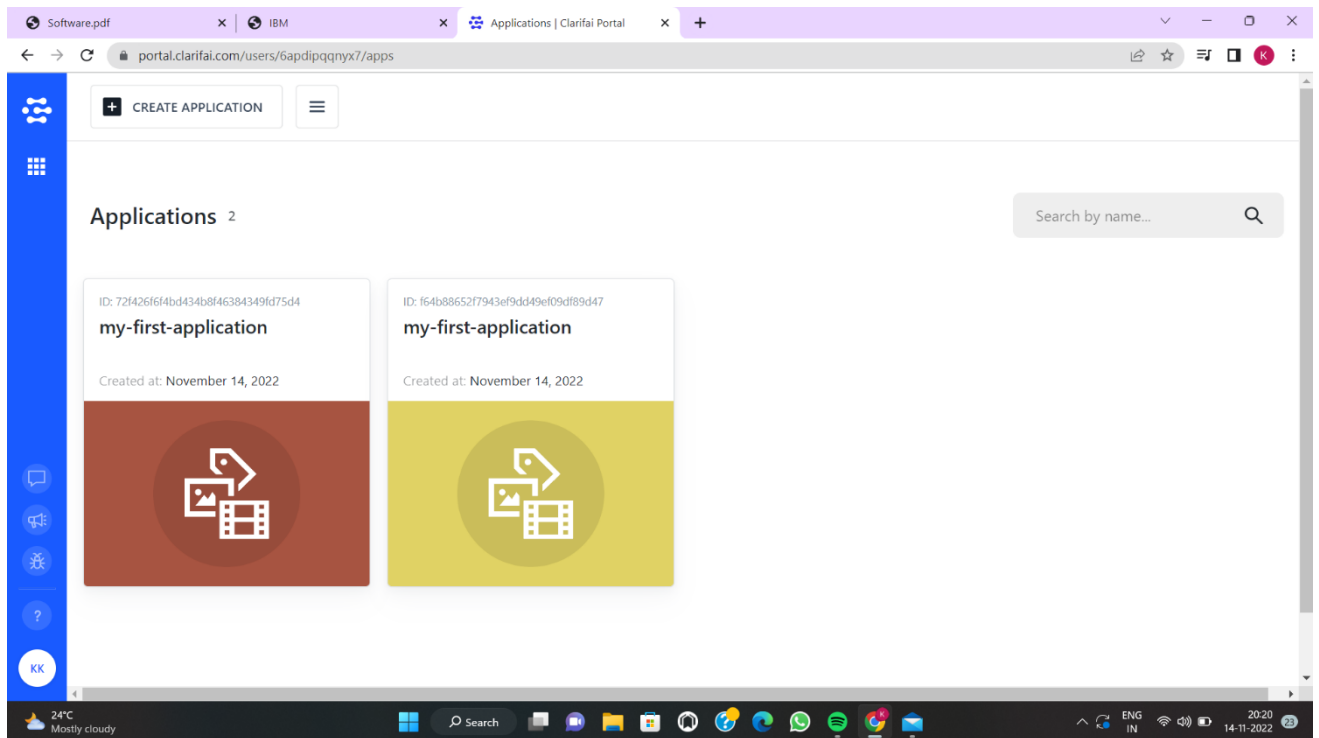 Software.pdf
IBM
Applications | Clarifai Portal
portal.clarifai.com/users/6apdipqqnyx7/apps
K
CREATE APPLICATION
Applications 2
Search by name...
ID: 72f426f6f4bd434b8f46384349fd75d4
my-first-application
Created at: November 14, 2022
ID: f64b88652f7943ef9dd49ef09df89d47
my-first-application
Created at: November 14, 2022
?
KK
24°C
Mostly cloudy
Search
ENG
IN
20:20
14-11-2022
23